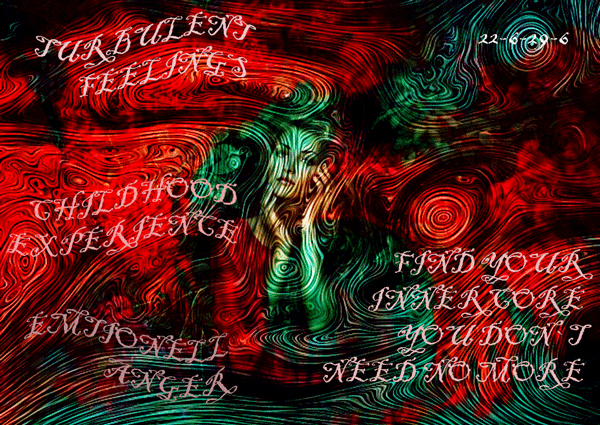 TURBULENT
FEELINGS
22-6-19-6
CHILDHOOD
EXPERIENCE
EMTIONELL
ANGER
FIND YOUR
INNER CORE
YOU DON'T
NEED NO MORE